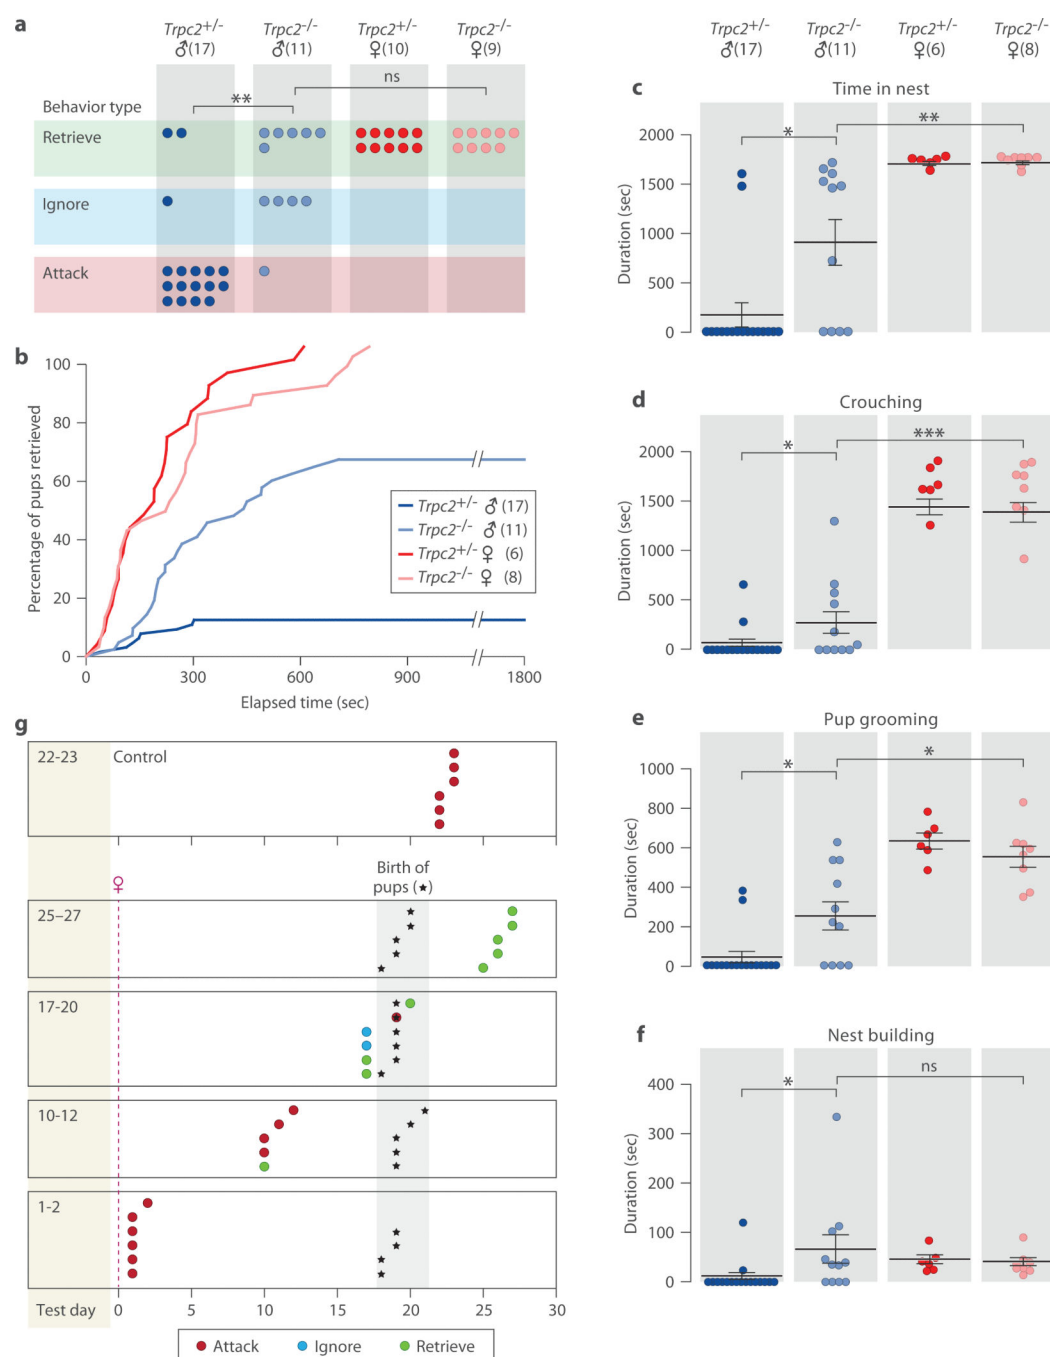 a
Trpc2+/- Trpc2-/- Trpc2+/- Trpc2-/-
♂(17) ♂(11) ♀(10) ♀(9)
ns
**
Behavior type
Retrieve
Ignore
Attack
b
100
80
60
40
20
0
Percentage of pups retrieved
Trpc2+/- ♂ (17)
Trpc2-/- ♂ (11)
Trpc2+/- ♀ (6)
Trpc2-/- ♀ (8)
0 300 600 900 1800
Elapsed time (sec)
Trpc2+/- Trpc2-/- Trpc2+/- Trpc2-/-
♂(17) ♂(11) ♀(6) ♀(8)
c
Time in nest
* **
2000
1500
1000
500
0
Duration (sec)
d
Crouching
* ***
2000
1500
1000
500
0
Duration (sec)
e
Pup grooming
* *
1000
800
600
400
200
0
Duration (sec)
f
Nest building
* ns
400
300
200
100
0
Duration (sec)
g
22-23 Control
Birth of
pups (★)
♀
25–27
17-20
10-12
1-2
Test day 0 5 10 15 20 25 30
Attack Ignore Retrieve